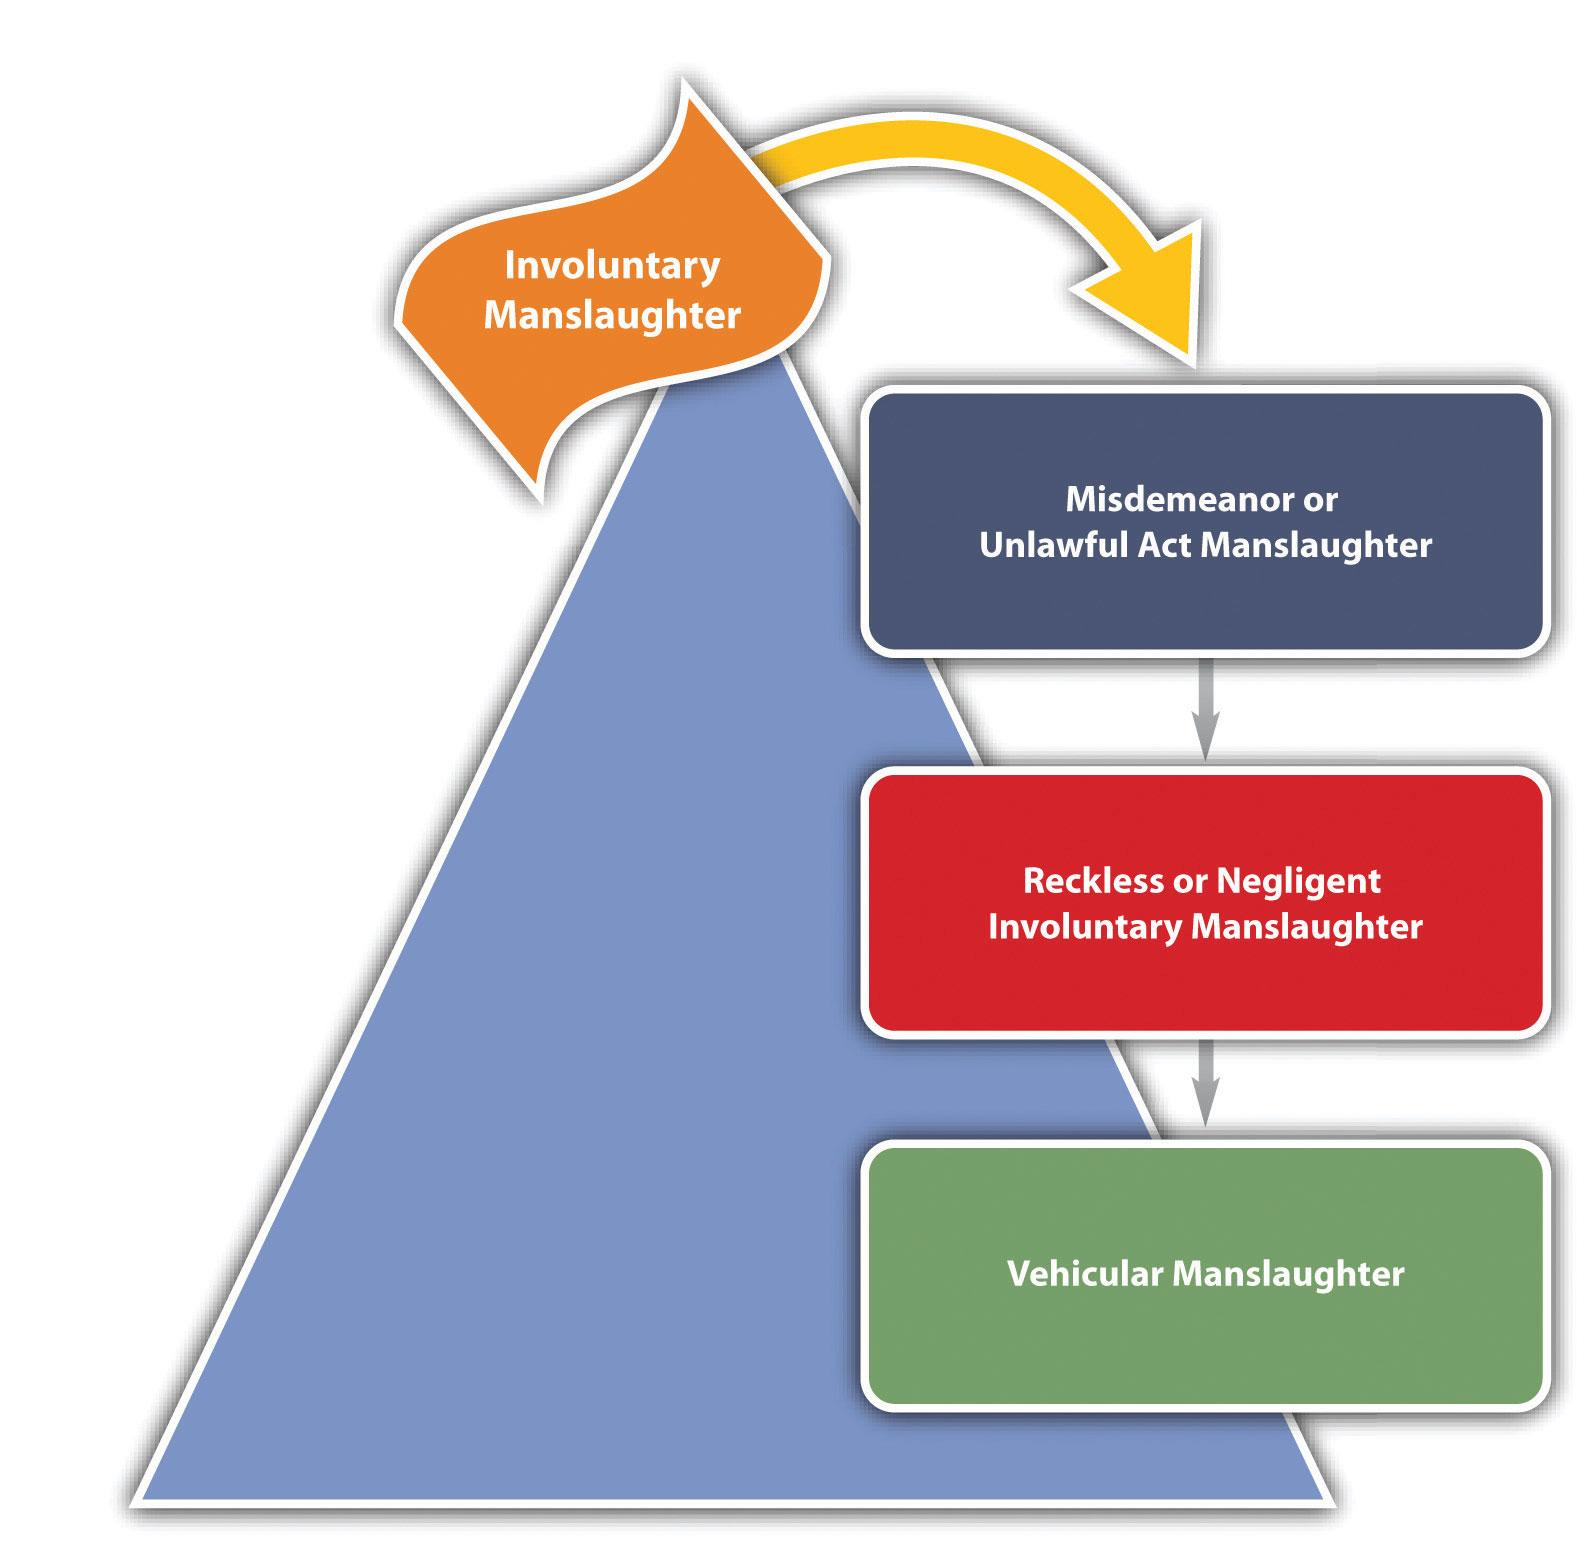 Involuntary
Manslaughter
Misdemeanor or
Unlawful Act Manslaughter
Reckless or Negligent
Involuntary Manslaughter
Vehicular Manslaughter